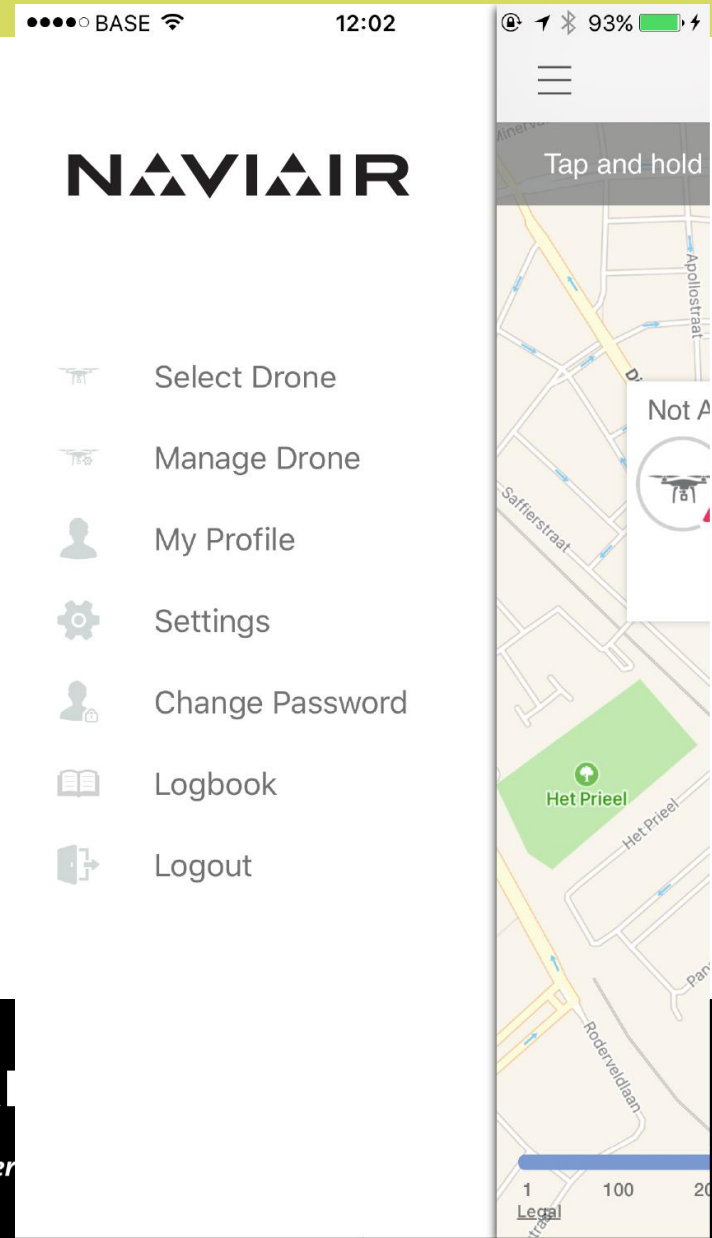 BASE 12:02 93%
NAVIAIR
Select Drone
Manage Drone
My Profile
Settings
Change Password
Logbook
Logout
Tap and hold
Apollostraat
Not A
Saffierstraat
Het Prieel
Het Prieel
Roderveldlaan
1 100 20
Legal